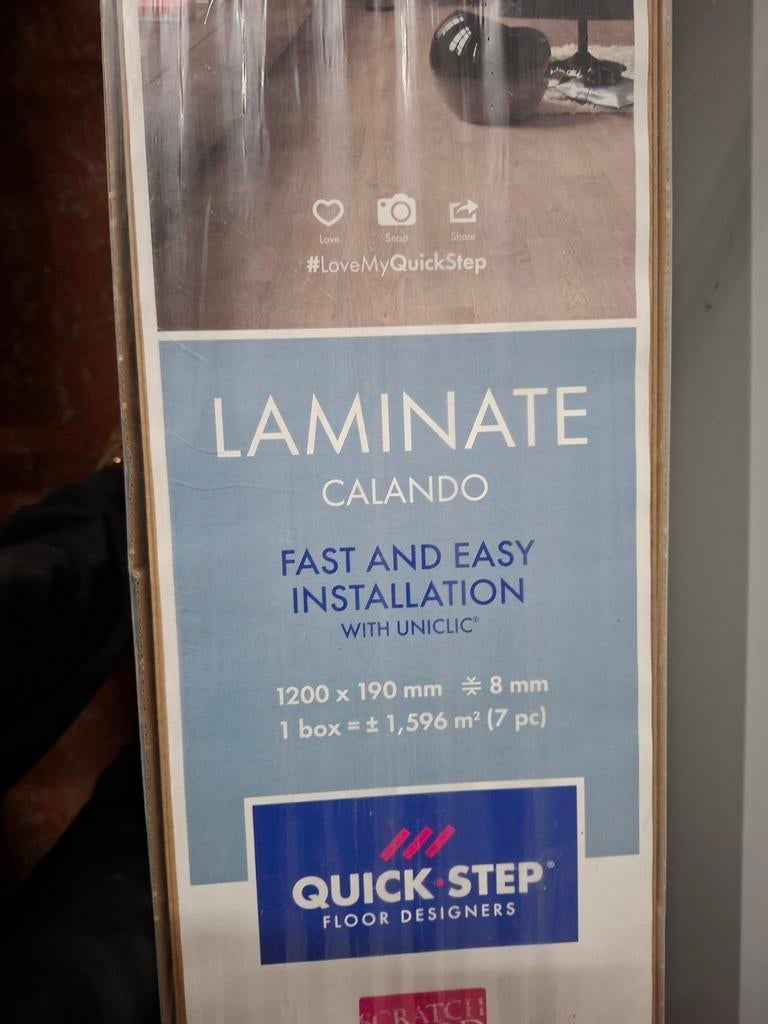 Love Snap Share
#LoveMyQuickStep
LAMINATE
CALANDO
FAST AND EASY
INSTALLATION
WITH UNICLIC®
1200 x 190 mm 8 mm
1 box = ± 1,596 m² (7 pc)
QUICK·STEP®
FLOOR DESIGNERS
SCRATCH